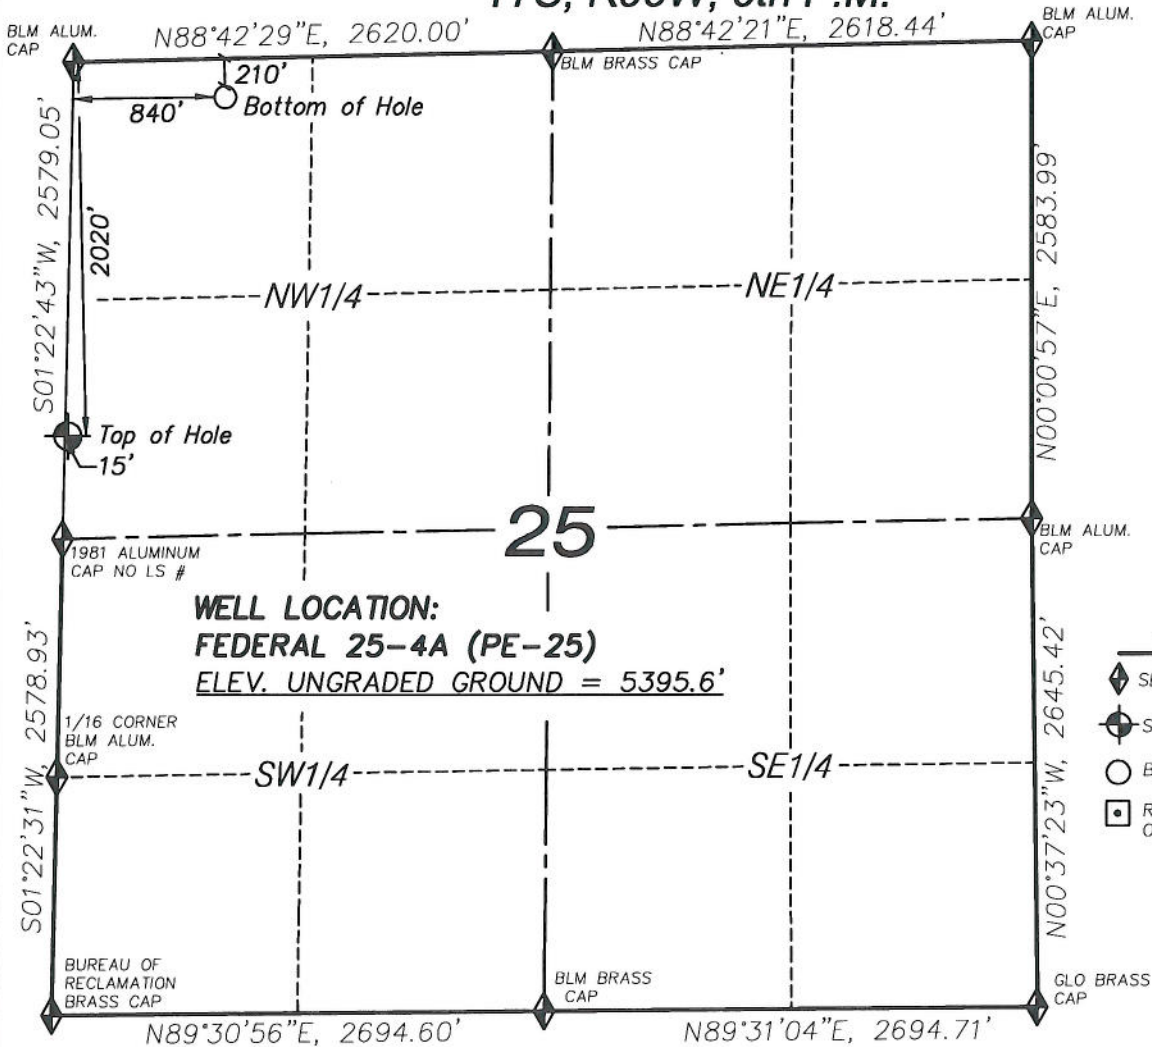 BLM ALUM.
CAP
N88°42'29"E, 2620.00'
N88°42'21"E, 2618.44'
BLM ALUM.
CAP
BLM BRASS CAP
210'
840'
Bottom of Hole
S01°22'43"W, 2579.05'
2020'
N00°00'57"E, 2583.99'
NW1/4
NE1/4
Top of Hole
15'
25
1981 ALUMINUM
CAP NO LS #
BLM ALUM.
CAP
WELL LOCATION:
FEDERAL 25-4A (PE-25)
ELEV. UNGRADED GROUND = 5395.6'
S01°22'31"W, 2578.93'
1/16 CORNER
BLM ALUM.
CAP
N00°37'23"W, 2645.42'
SW1/4
SE1/4
BUREAU OF
RECLAMATION
BRASS CAP
BLM BRASS
CAP
GLO BRASS
CAP
N89°30'56"E, 2694.60'
N89°31'04"E, 2694.71'